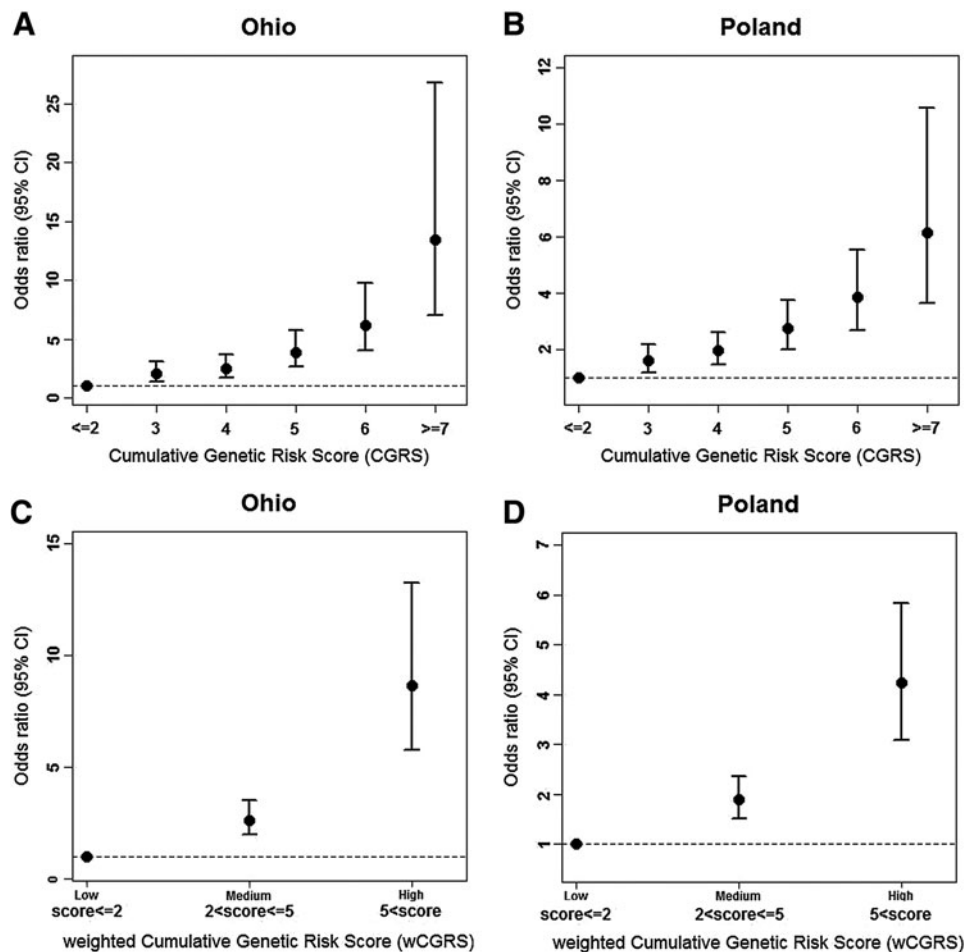 A
Ohio
Odds ratio (95% CI)
25
20
15
10
5
0
<=2 3 4 5 6 >=7
Cumulative Genetic Risk Score (CGRS)
B
Poland
Odds ratio (95% CI)
12
10
8
6
4
2
<=2 3 4 5 6 >=7
Cumulative Genetic Risk Score (CGRS)
C
Ohio
Odds ratio (95% CI)
15
10
5
0
Low Medium High
score<=2 2<score<=5 5<score
weighted Cumulative Genetic Risk Score (wCGRS)
D
Poland
Odds ratio (95% CI)
7
6
5
4
3
2
1
Low Medium High
score<=2 2<score<=5 5<score
weighted Cumulative Genetic Risk Score (wCGRS)